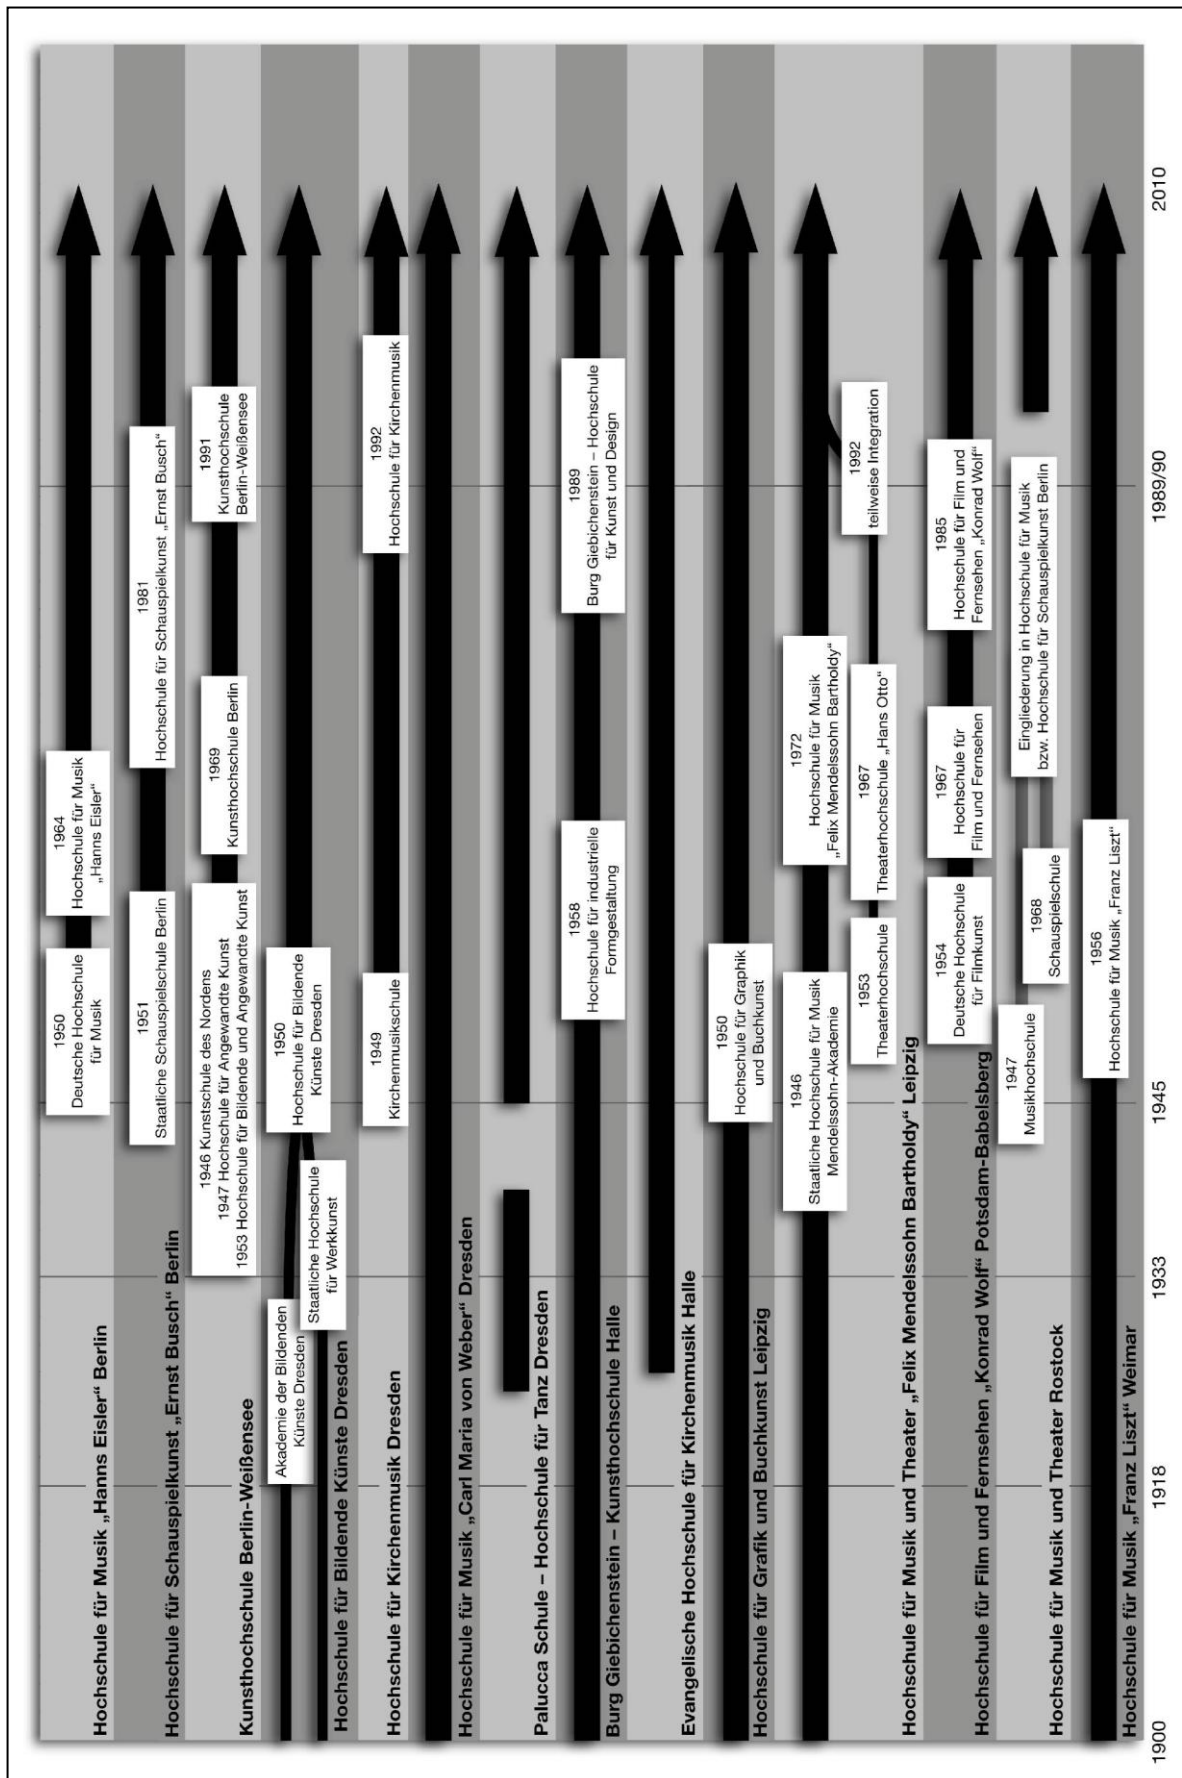 1950
Deutsche Hochschule
für Musik
1964
Hochschule für Musik
„Hanns Eisler“
Hochschule für Musik „Hanns Eisler“ Berlin
1951
Staatliche Schauspielschule Berlin
1981
Hochschule für Schauspielkunst „Ernst Busch“
Hochschule für Schauspielkunst „Ernst Busch“ Berlin
1946 Kunstschule des Nordens
1947 Hochschule für Angewandte Kunst
1953 Hochschule für Bildende und Angewandte Kunst
1969
Kunsthochschule Berlin
1991
Kunsthochschule
Berlin-Weißensee
Kunsthochschule Berlin-Weißensee
Akademie der Bildenden
Künste Dresden
Staatliche Hochschule
für Werkkunst
1950
Hochschule für Bildende
Künste Dresden
Hochschule für Bildende Künste Dresden
1949
Kirchenmusikschule
1992
Hochschule für Kirchenmusik
Hochschule für Kirchenmusik Dresden
Hochschule für Musik „Carl Maria von Weber“ Dresden
Palucca Schule – Hochschule für Tanz Dresden
1958
Hochschule für industrielle
Formgestaltung
1989
Burg Giebichenstein – Hochschule
für Kunst und Design
Burg Giebichenstein – Kunsthochschule Halle
Evangelische Hochschule für Kirchenmusik Halle
1950
Hochschule für Graphik
und Buchkunst
Hochschule für Grafik und Buchkunst Leipzig
1946
Staatliche Hochschule für Musik
Mendelssohn-Akademie
1972
Hochschule für Musik
„Felix Mendelssohn Bartholdy“
1953
Theaterhochschule
1967
Theaterhochschule „Hans Otto“
1992
teilweise Integration
Hochschule für Musik und Theater „Felix Mendelssohn Bartholdy“ Leipzig
1954
Deutsche Hochschule
für Filmkunst
1967
Hochschule für
Film und Fernsehen
1985
Hochschule für Film und
Fernsehen „Konrad Wolf“
Hochschule für Film und Fernsehen „Konrad Wolf“ Potsdam-Babelsberg
1947
Musikhochschule
1968
Schauspielschule
Eingliederung in Hochschule für Musik
bzw. Hochschule für Schauspielkunst Berlin
Hochschule für Musik und Theater Rostock
1956
Hochschule für Musik „Franz Liszt“
Hochschule für Musik „Franz Liszt“ Weimar
1900
1918
1933
1945
1989/90
2010